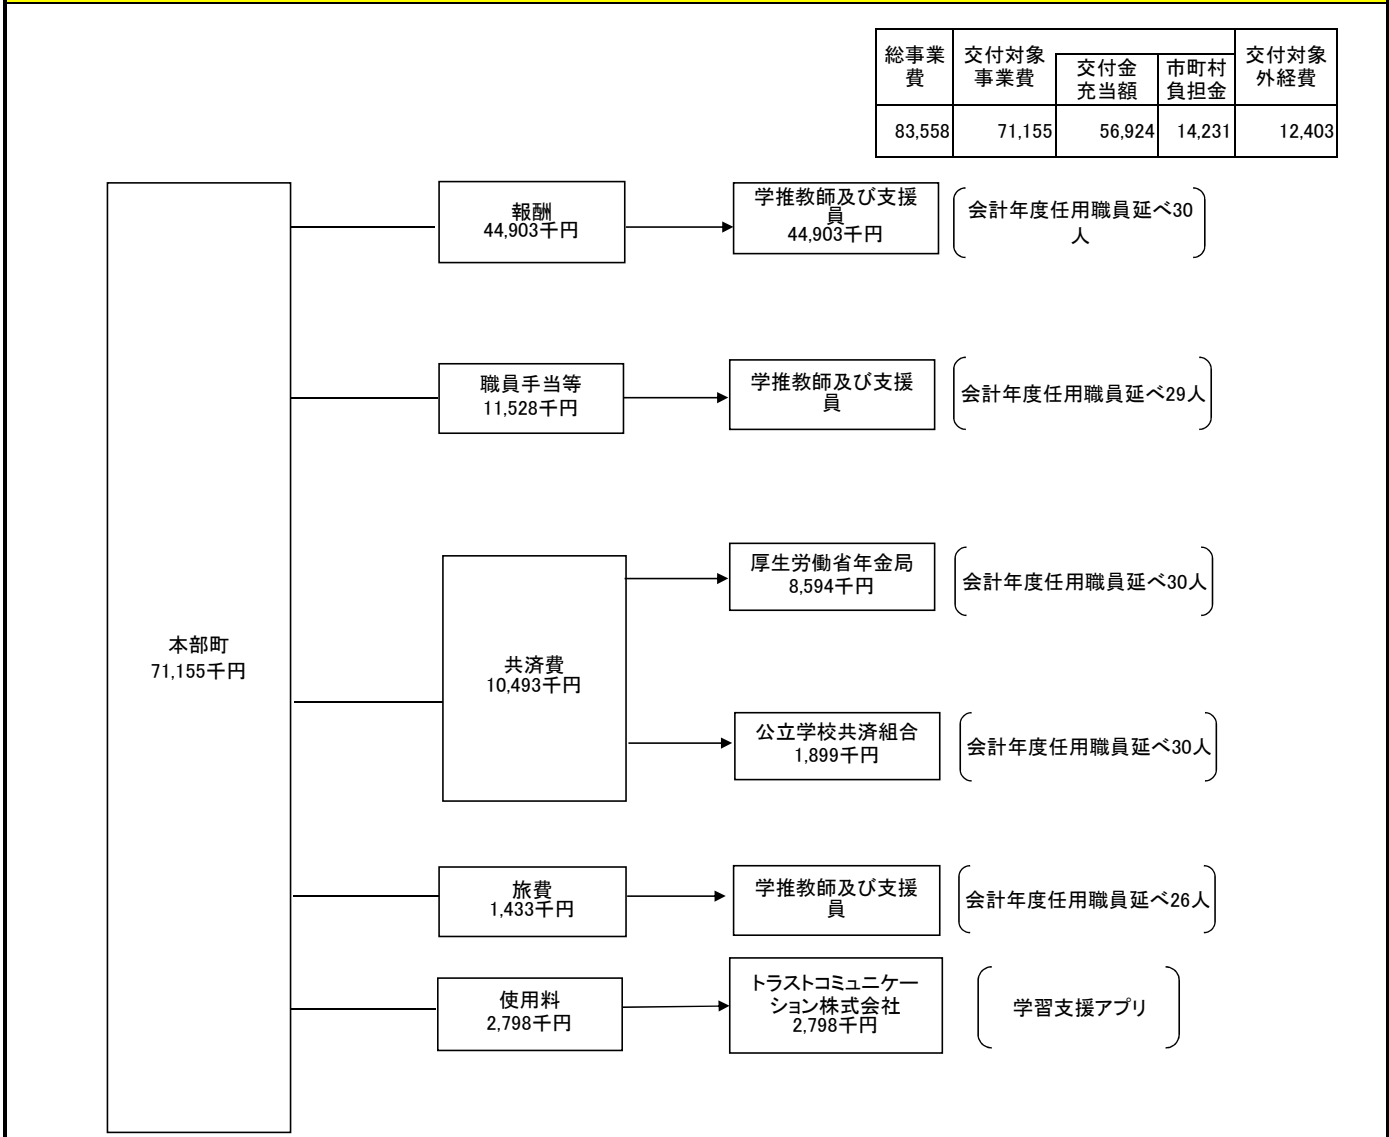 総事業
費
交付対象
事業費
交付金
充当額
市町村
負担金
交付対象
外経費
83,558
71,155
56,924
14,231
12,403
本部町
71,155千円
報酬
44,903千円
学推教師及び支援
員
44,903千円
会計年度任用職員延べ30
人
職員手当等
11,528千円
学推教師及び支援
員
会計年度任用職員延べ29人
共済費
10,493千円
厚生労働省年金局
8,594千円
会計年度任用職員延べ30人
公立学校共済組合
1,899千円
会計年度任用職員延べ30人
旅費
1,433千円
学推教師及び支援
員
会計年度任用職員延べ26人
使用料
2,798千円
トラストコミュニケー
ション株式会社
2,798千円
学習支援アプリ